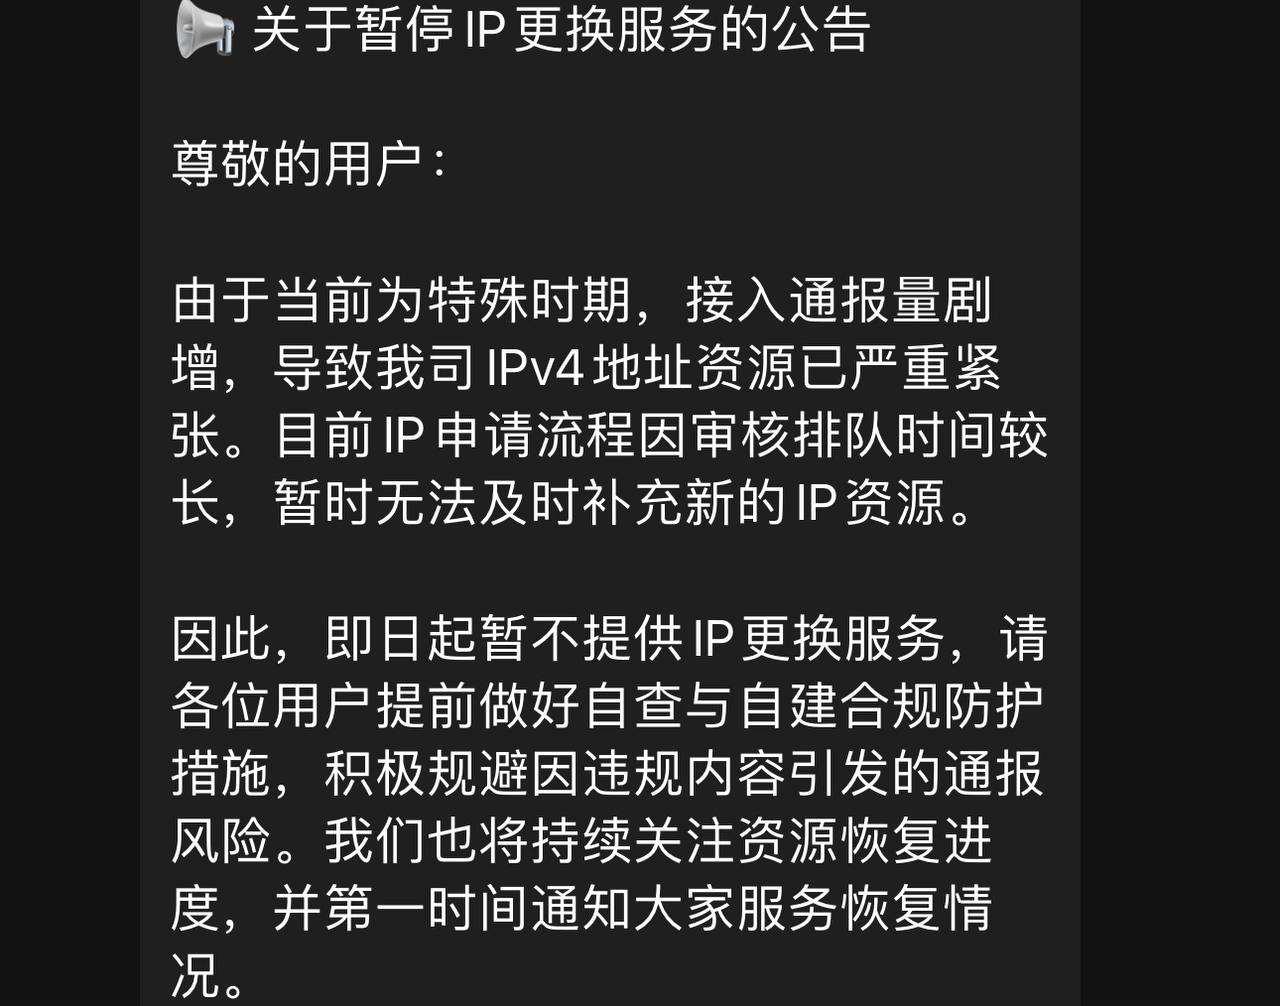 📢 关于暂停 IP 更换服务的公告
尊敬的用户：
由于当前为特殊时期，接入通报量剧
增，导致我司 IPv4 地址资源已严重紧
张。目前 IP 申请流程因审核排队时间较
长，暂时无法及时补充新的 IP 资源。
因此，即日起暂不提供 IP 更换服务，请
各位用户提前做好自查与自建合规防护
措施，积极规避因违规内容引发的通报
风险。我们也将持续关注资源恢复进
度，并第一时间通知大家服务恢复情
况。